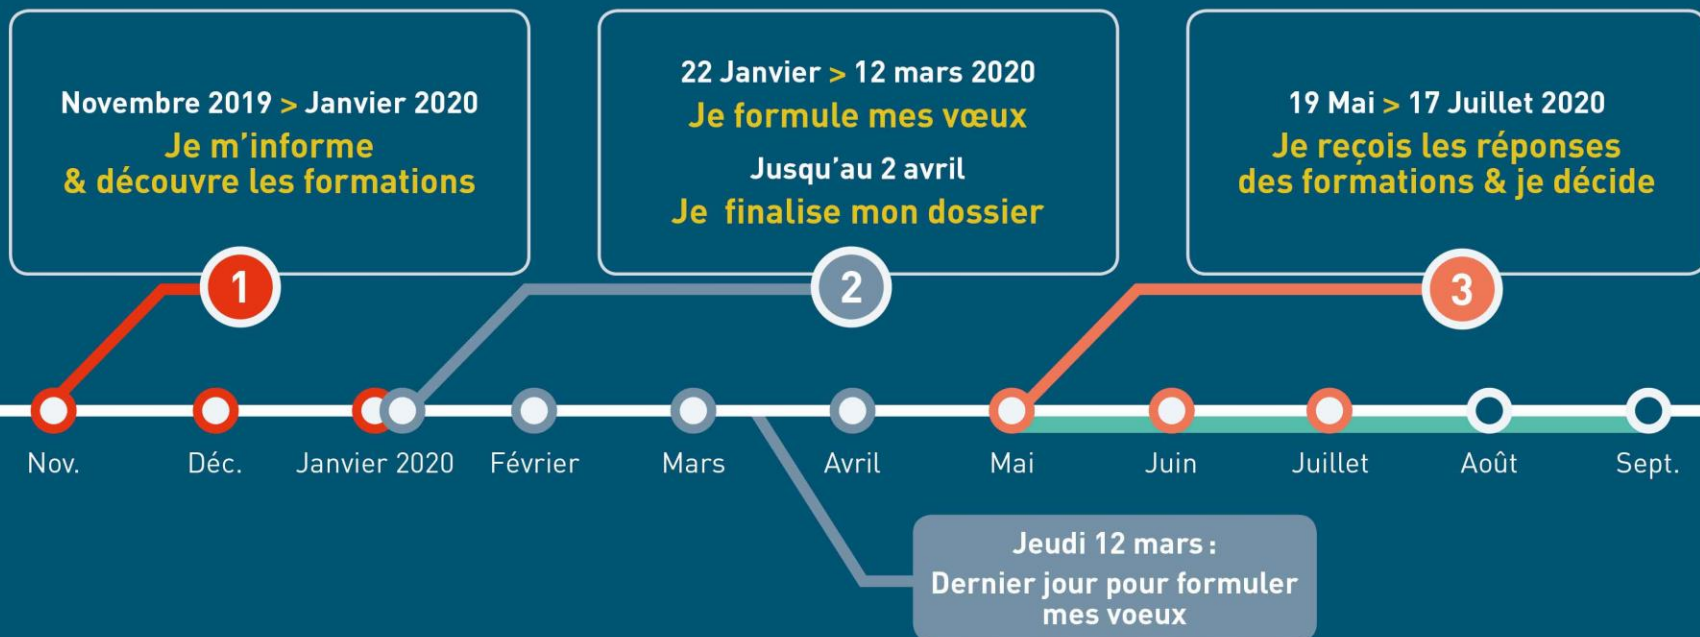 Novembre 2019 > Janvier 2020
Je m'informe
& découvre les formations
1
22 Janvier > 12 mars 2020
Je formule mes vœux
Jusqu'au 2 avril
Je finalise mon dossier
2
19 Mai > 17 Juillet 2020
Je reçois les réponses
des formations & je décide
3
Nov.
Déc.
Janvier 2020
Février
Mars
Avril
Mai
Juin
Juillet
Août
Sept.
Jeudi 12 mars :
Dernier jour pour formuler
mes voeux